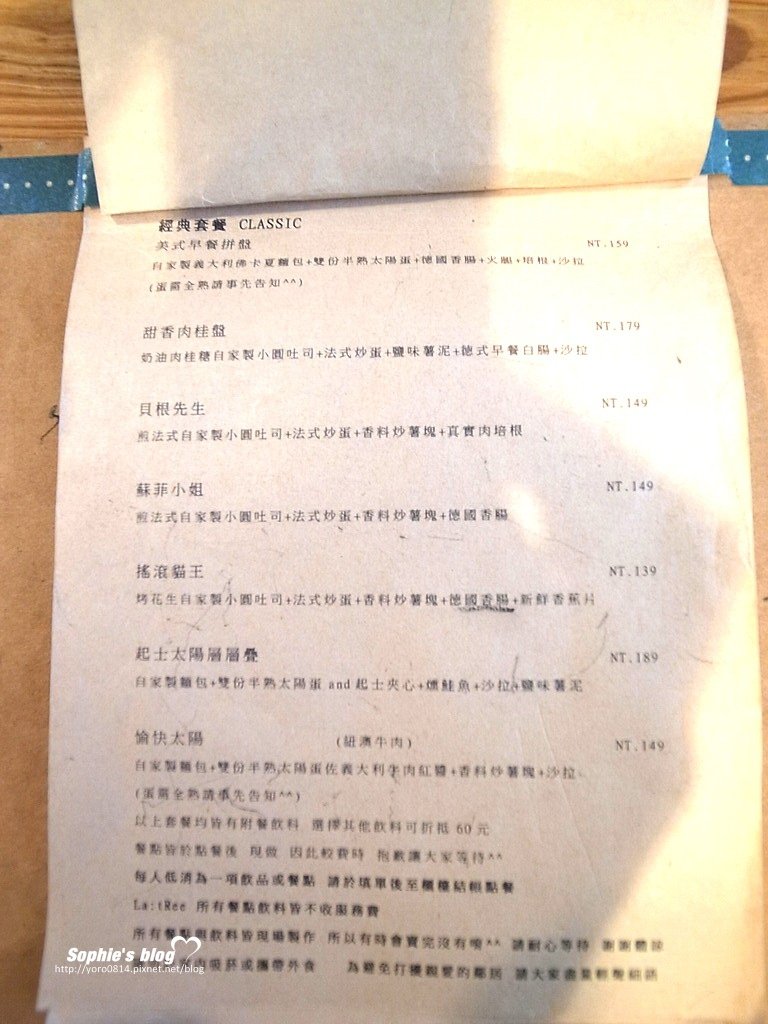 經典套餐 CLASSIC
美式早餐拼盤 NT.159
自家製義大利佛卡夏麵包+雙份半熟太陽蛋+德國香腸+火腿+培根+沙拉
(蛋需全熟請事先告知^^)
甜香肉桂盤 NT.179
奶油肉桂糖自家製小圓吐司+法式炒蛋+鹽味薯泥+德式早餐白腸+沙拉
貝根先生 NT.149
煎法式自家製小圓吐司+法式炒蛋+香料炒薯塊+真實肉培根
蘇菲小姐 NT.149
煎法式自家製小圓吐司+法式炒蛋+香料炒薯塊+德國香腸
搖滾貓王 NT.139
烤花生自家製小圓吐司+法式炒蛋+香料炒薯塊+德國香腸+新鮮香蕉片
起士太陽層層疊 NT.189
自家製麵包+雙份半熟太陽蛋 and 起士夾心+燻鮭魚+沙拉+鹽味薯泥
愉快太陽 (紐澳牛肉) NT.149
自家製麵包+雙份半熟太陽蛋佐義大利牛肉紅醬+香料炒薯塊+沙拉
(蛋需全熟請事先告知^^)
以上套餐均皆有附餐飲料 選擇其他飲料可折抵 60 元
餐點皆於點餐後 現做 因此較費時 抱歉讓大家等待^^
每人低消為一項飲品或餐點 請於填單後至櫃檯結帳點餐
La:tRee 所有餐點飲料皆不收服務費
所有餐點與飲料皆現場製作 所以有時會賣完沒有唷^^ 請耐心等待 謝謝體諒
內吸菸或攜帶外食 為避免打擾親愛的鄰居 請大家盡量輕聲細語
Sophie's blog
http://yoro0814.pixnet.net/blog